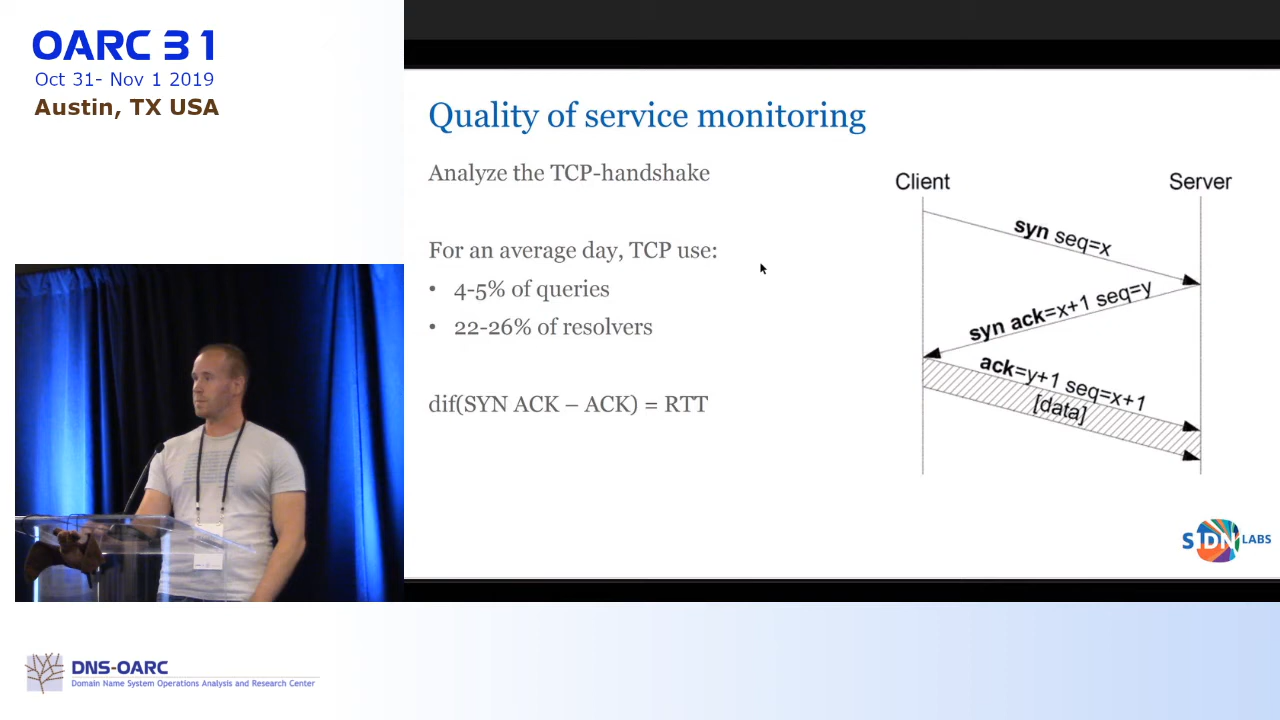 OARC 31
Oct 31- Nov 1 2019
Austin, TX USA
Quality of service monitoring
Analyze the TCP-handshake
For an average day, TCP use:
• 4-5% of queries
• 22-26% of resolvers
dif(SYN ACK – ACK) = RTT
Client
Server
syn seq=x
syn ack=x+1 seq=y
ack=y+1 seq=x+1
[data]
SIDN LABS
DNS-OARC
Domain Name System Operations Analysis and Research Center